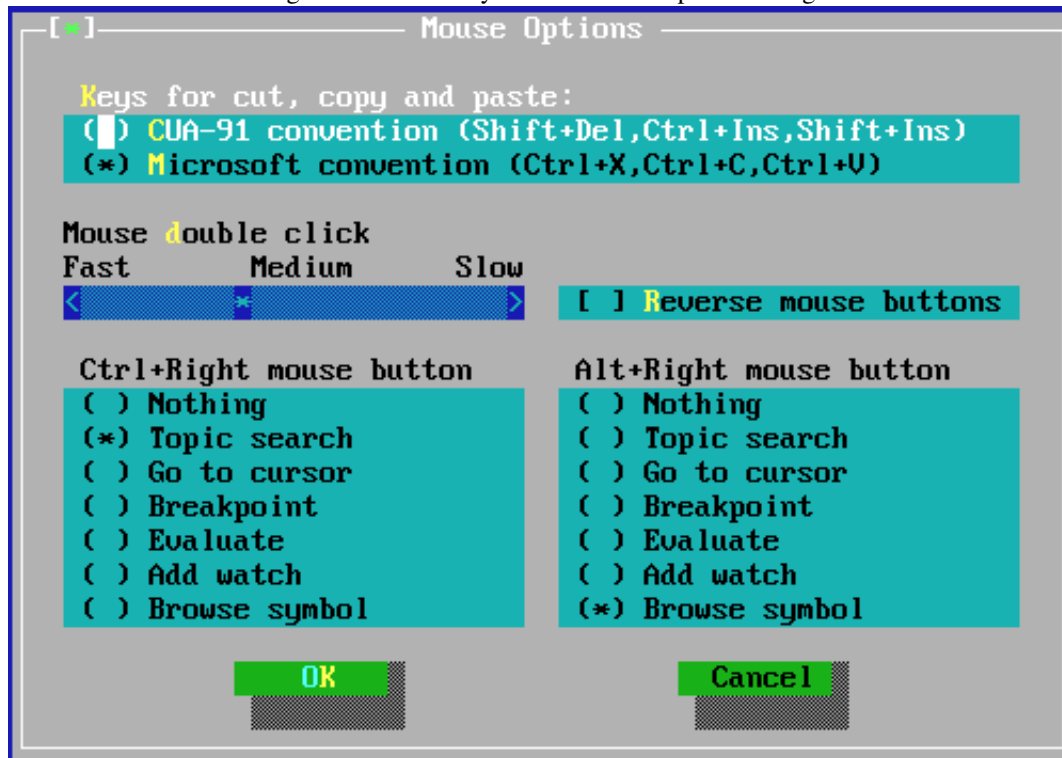 [*] Mouse Options
Keys for cut, copy and paste:
( ) CUA-91 convention (Shift+Del,Ctrl+Ins,Shift+Ins)
(*) Microsoft convention (Ctrl+X,Ctrl+C,Ctrl+V)
Mouse double click
Fast Medium Slow
< * >
[ ] Reverse mouse buttons
Ctrl+Right mouse button
( ) Nothing
(*) Topic search
( ) Go to cursor
( ) Breakpoint
( ) Evaluate
( ) Add watch
( ) Browse symbol
Alt+Right mouse button
( ) Nothing
( ) Topic search
( ) Go to cursor
( ) Breakpoint
( ) Evaluate
( ) Add watch
(*) Browse symbol
OK
Cancel